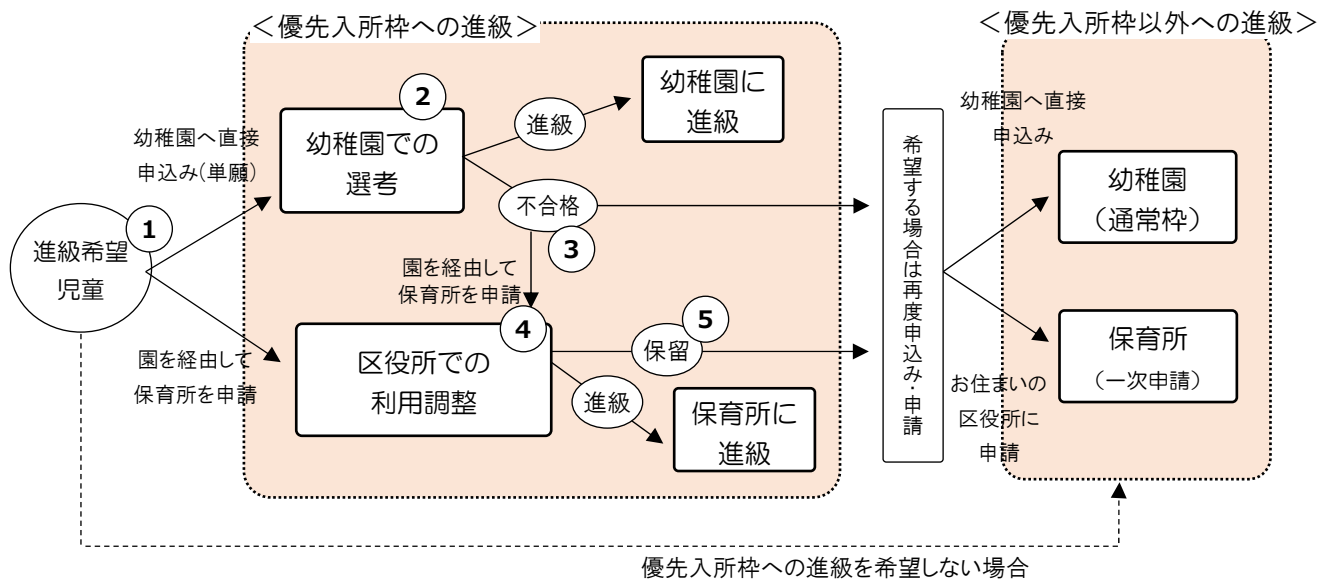 ＜優先入所枠への進級＞
＜優先入所枠以外への進級＞
幼稚園へ直接
申込み（単願）
2
幼稚園での
選考
進級
幼稚園に
進級
不合格
3
1
進級希望
児童
園を経由して
保育所を申請
4
区役所での
利用調整
園を経由して
保育所を申請
5
保留
進級
保育所に
進級
希望する場合は再度申込み・申請
幼稚園へ直接
申込み
幼稚園
（通常枠）
保育所
（一次申請）
お住まいの
区役所に
申請
優先入所枠への進級を希望しない場合